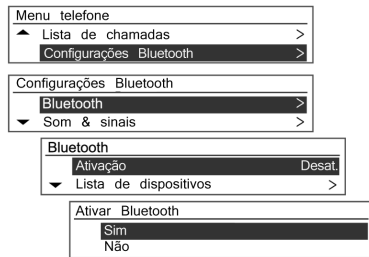 Menu telefone
Lista de chamadas >
Configurações Bluetooth >
Configurações Bluetooth
Bluetooth >
Som & sinais >
Bluetooth
Ativação Desat.
Lista de dispositivos >
Ativar Bluetooth
Sim
Não